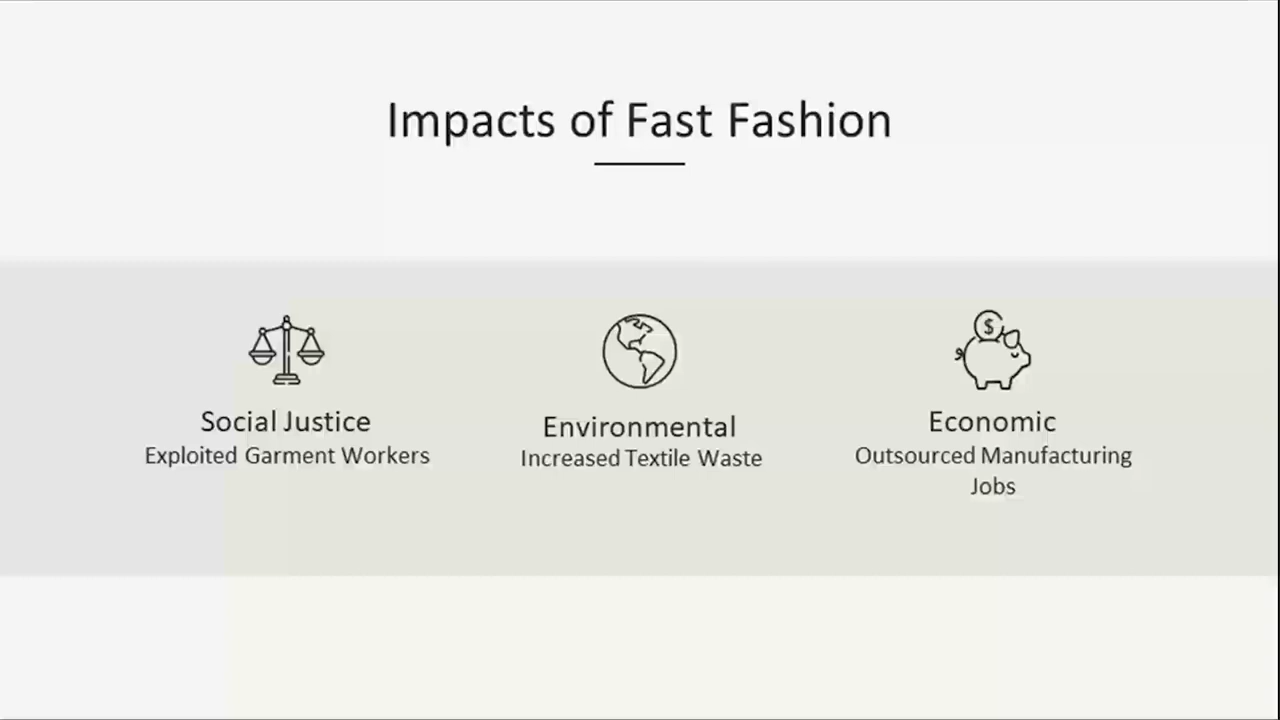 Impacts of Fast Fashion
$
Social Justice
Exploited Garment Workers
Environmental
Increased Textile Waste
Economic
Outsourced Manufacturing
Jobs